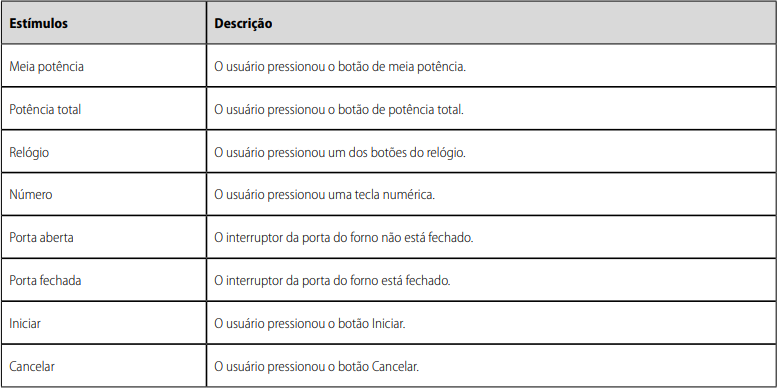 Estímulos Descrição
Meia potência O usuário pressionou o botão de meia potência.
Potência total O usuário pressionou o botão de potência total.
Relógio O usuário pressionou um dos botões do relógio.
Número O usuário pressionou uma tecla numérica.
Porta aberta O interruptor da porta do forno não está fechado.
Porta fechada O interruptor da porta do forno está fechado.
Iniciar O usuário pressionou o botão Iniciar.
Cancelar O usuário pressionou o botão Cancelar.